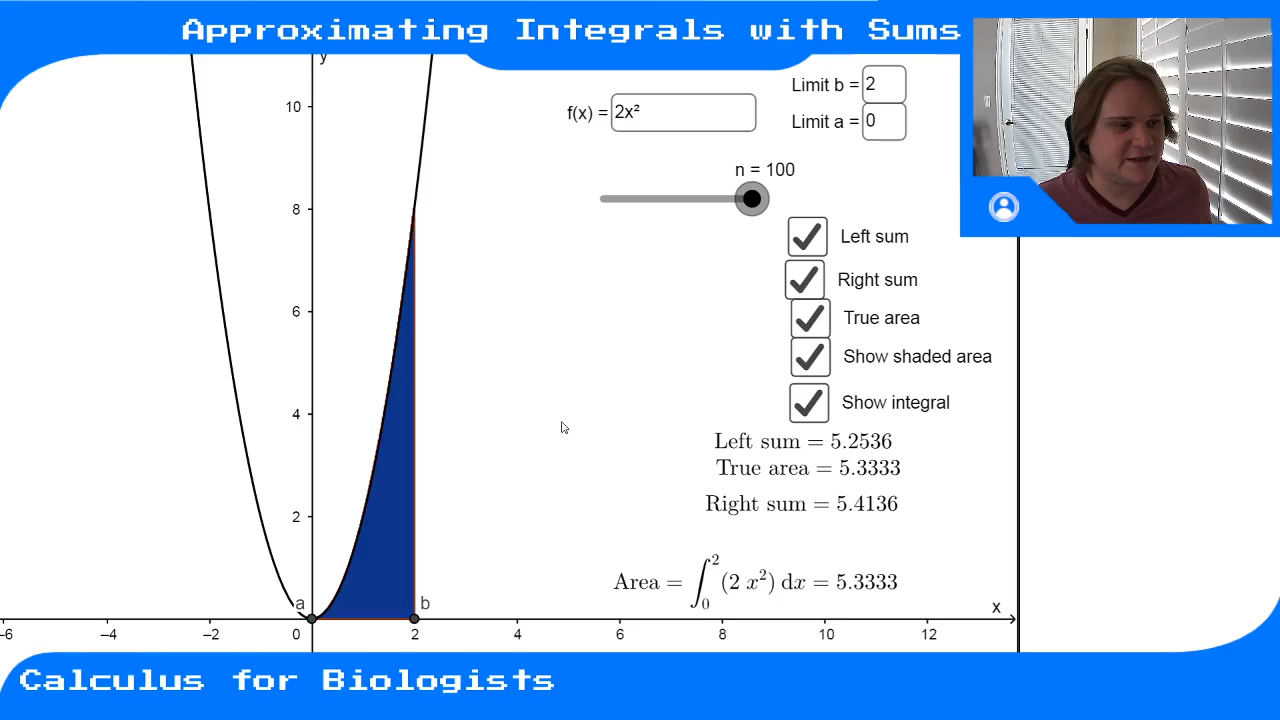 Approximating Integrals with Sums
y
10
8
6
4
2
a
b
x
–6
–4
–2
0
2
4
6
8
10
12
f(x) = 2x²
Limit b = 2
Limit a = 0
n = 100
Left sum
Right sum
True area
Show shaded area
Show integral
Left sum = 5.2536
True area = 5.3333
Right sum = 5.4136
Area = ∫₀² (2 x²) dx = 5.3333
Calculus for Biologists